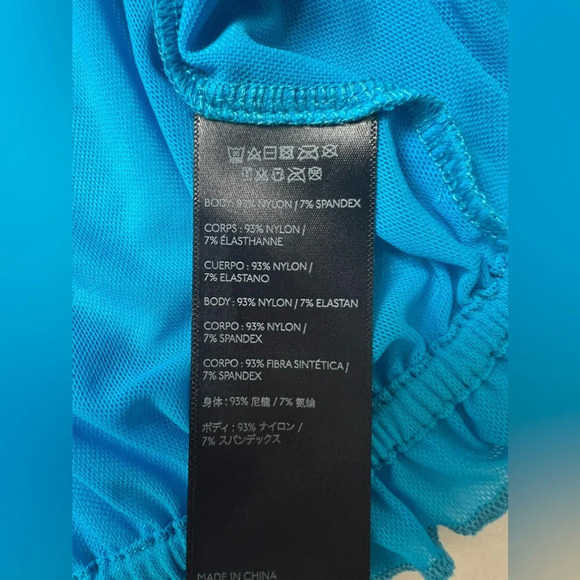 BODY: 93% NYLON / 7% SPANDEX
CORPS : 93% NYLON /
7% ÉLASTHANNE
CUERPO : 93% NYLON /
7% ELASTANO
BODY : 93% NYLON / 7% ELASTAN
CORPO : 93% NYLON /
7% SPANDEX
CORPO : 93% FIBRA SINTÉTICA /
7% SPANDEX
身体 : 93% 尼龍 / 7% 氨綸
ボディ : 93% ナイロン /
7% スパンデックス
MADE IN CHINA